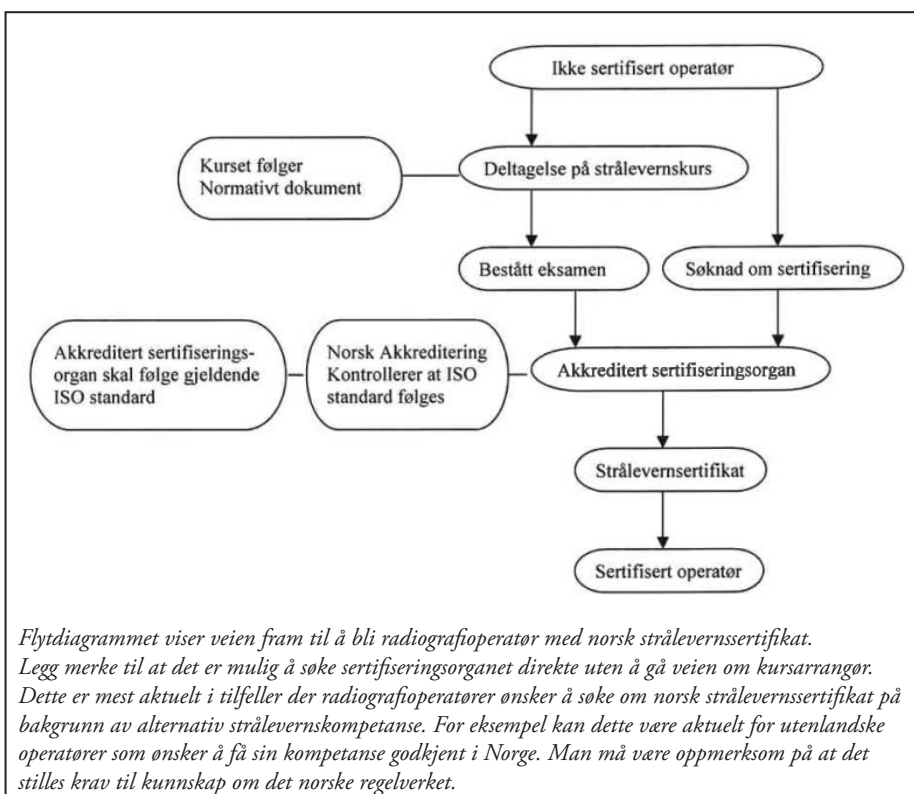 Ikke sertifisert operatør
Kurset følger
Normativt dokument
Deltagelse på strålevernskurs
Bestått eksamen
Søknad om sertifisering
Akkreditert sertifiserings-
organ skal følge gjeldende
ISO standard
Norsk Akkreditering
Kontrollerer at ISO
standard følges
Akkreditert sertifiseringsorgan
Strålevernsertifikat
Sertifisert operatør
Flytdiagrammet viser veien fram til å bli radiografioperatør med norsk strålevernssertifikat.
Legg merke til at det er mulig å søke sertifiseringsorganet direkte uten å gå veien om kursarrangør.
Dette er mest aktuelt i tilfeller der radiografioperatører ønsker å søke om norsk strålevernssertifikat på
bakgrunn av alternativ strålevernskompetanse. For eksempel kan dette være aktuelt for utenlandske
operatører som ønsker å få sin kompetanse godkjent i Norge. Man må være oppmerksom på at det
stilles krav til kunnskap om det norske regelverket.